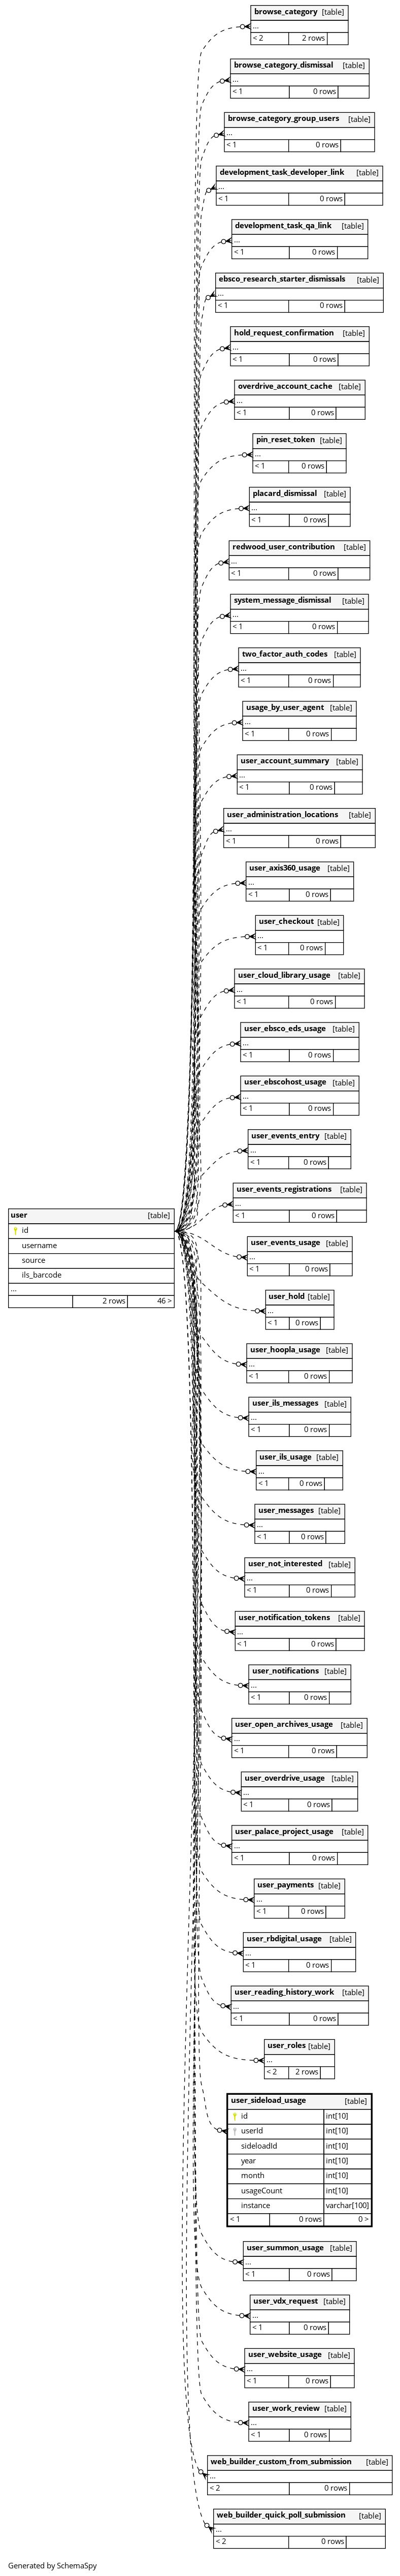 browse_category [table]
...
< 2 2 rows
browse_category_dismissal [table]
...
< 1 0 rows
browse_category_group_users [table]
...
< 1 0 rows
development_task_developer_link [table]
...
< 1 0 rows
development_task_qa_link [table]
...
< 1 0 rows
ebsco_research_starter_dismissals [table]
...
< 1 0 rows
hold_request_confirmation [table]
...
< 1 0 rows
overdrive_account_cache [table]
...
< 1 0 rows
pin_reset_token [table]
...
< 1 0 rows
placard_dismissal [table]
...
< 1 0 rows
redwood_user_contribution [table]
...
< 1 0 rows
system_message_dismissal [table]
...
< 1 0 rows
two_factor_auth_codes [table]
...
< 1 0 rows
usage_by_user_agent [table]
...
< 1 0 rows
user_account_summary [table]
...
< 1 0 rows
user_administration_locations [table]
...
< 1 0 rows
user_axis360_usage [table]
...
< 1 0 rows
user_checkout [table]
...
< 1 0 rows
user_cloud_library_usage [table]
...
< 1 0 rows
user_ebsco_eds_usage [table]
...
< 1 0 rows
user_ebscohost_usage [table]
...
< 1 0 rows
user_events_entry [table]
...
< 1 0 rows
user_events_registrations [table]
...
< 1 0 rows
user [table]
id
username
source
ils_barcode
...
2 rows 46 >
user_events_usage [table]
...
< 1 0 rows
user_hold [table]
...
< 1 0 rows
user_hoopla_usage [table]
...
< 1 0 rows
user_ils_messages [table]
...
< 1 0 rows
user_ils_usage [table]
...
< 1 0 rows
user_messages [table]
...
< 1 0 rows
user_not_interested [table]
...
< 1 0 rows
user_notification_tokens [table]
...
< 1 0 rows
user_notifications [table]
...
< 1 0 rows
user_open_archives_usage [table]
...
< 1 0 rows
user_overdrive_usage [table]
...
< 1 0 rows
user_palace_project_usage [table]
...
< 1 0 rows
user_payments [table]
...
< 1 0 rows
user_rbdigital_usage [table]
...
< 1 0 rows
user_reading_history_work [table]
...
< 1 0 rows
user_roles [table]
...
< 2 2 rows
user_sideload_usage [table]
id int[10]
userId int[10]
sideloadId int[10]
year int[10]
month int[10]
usageCount int[10]
instance varchar[100]
< 1 0 rows 0 >
user_summon_usage [table]
...
< 1 0 rows
user_vdx_request [table]
...
< 1 0 rows
user_website_usage [table]
...
< 1 0 rows
user_work_review [table]
...
< 1 0 rows
web_builder_custom_from_submission [table]
...
< 2 0 rows
web_builder_quick_poll_submission [table]
...
< 2 0 rows
Generated by SchemaSpy